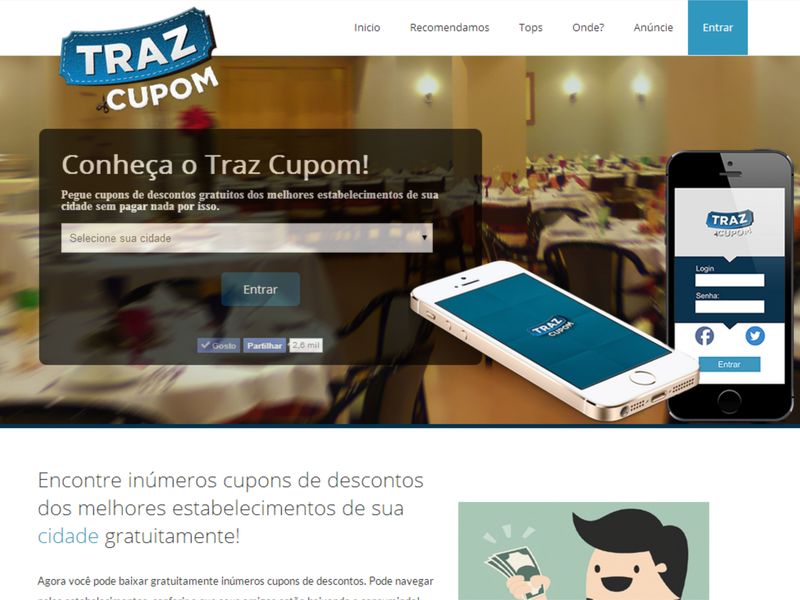 TRAZ
CUPOM
Inicio
Recomendamos
Tops
Onde?
Anúncie
Entrar
Conheça o Traz Cupom!
Pegue cupons de descontos gratuitos dos melhores estabelecimentos de sua
cidade sem pagar nada por isso.
Selecione sua cidade
Entrar
Gosto
Partilhar
2,6 mil
TRAZ
CUPOM
TRAZ
CUPOM
Login
Senha:
Entrar
Encontre inúmeros cupons de descontos
dos melhores estabelecimentos de sua
cidade gratuitamente!
Agora você pode baixar gratuitamente inúmeros cupons de descontos. Pode navegar